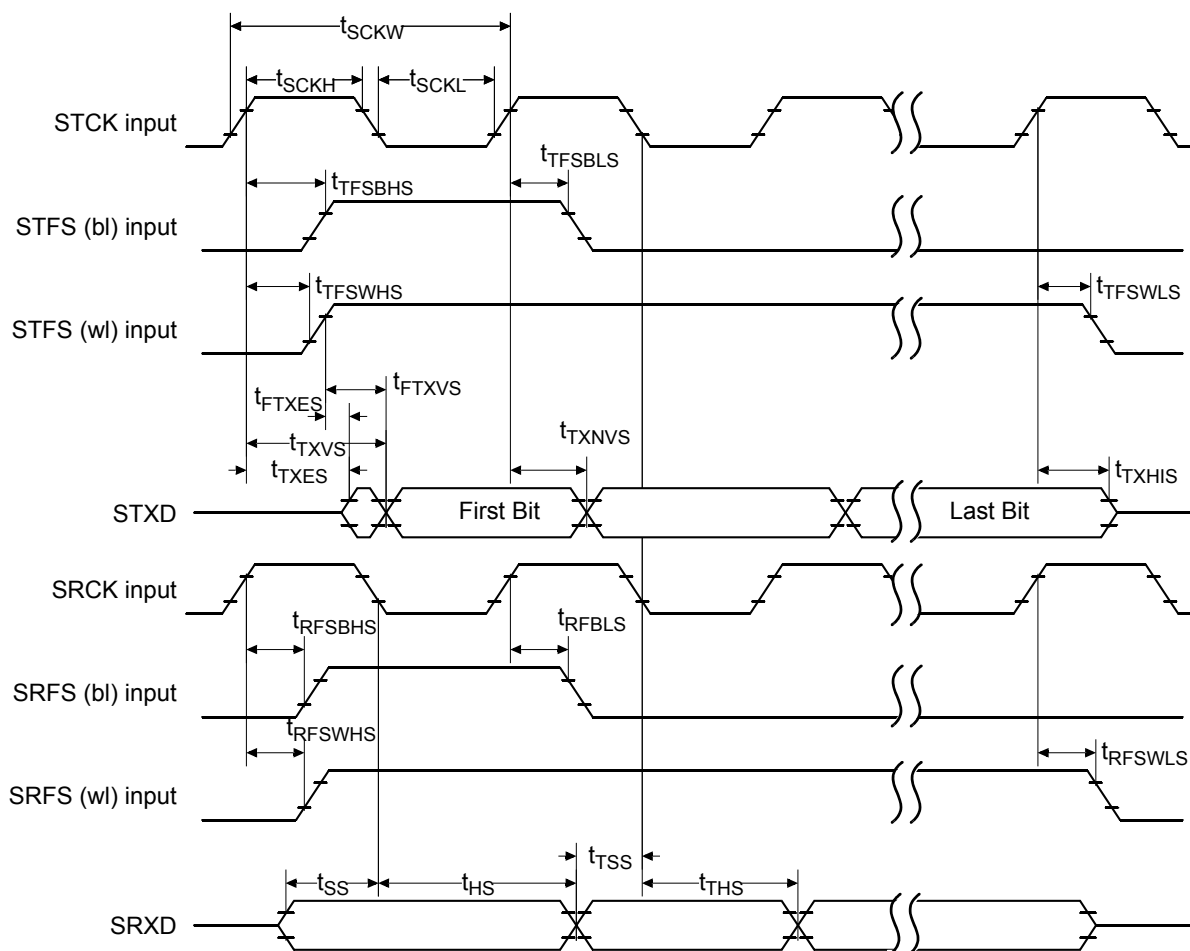 tSCKW
tSCKH tSCKL
STCK input
tTFSBLS
tTFSBHS
STFS (bl) input
tTFSWHS tTFSWLS
STFS (wl) input
tFTXVS
tFTXES
tTXNVS
tTXVS
tTXES tTXHIS
STXD First Bit Last Bit
SRCK input
tRFSBHS tRFBLS
SRFS (bl) input
tRFSWHS
tRFSWLS
SRFS (wl) input
tTSS
tSS tHS tTHS
SRXD